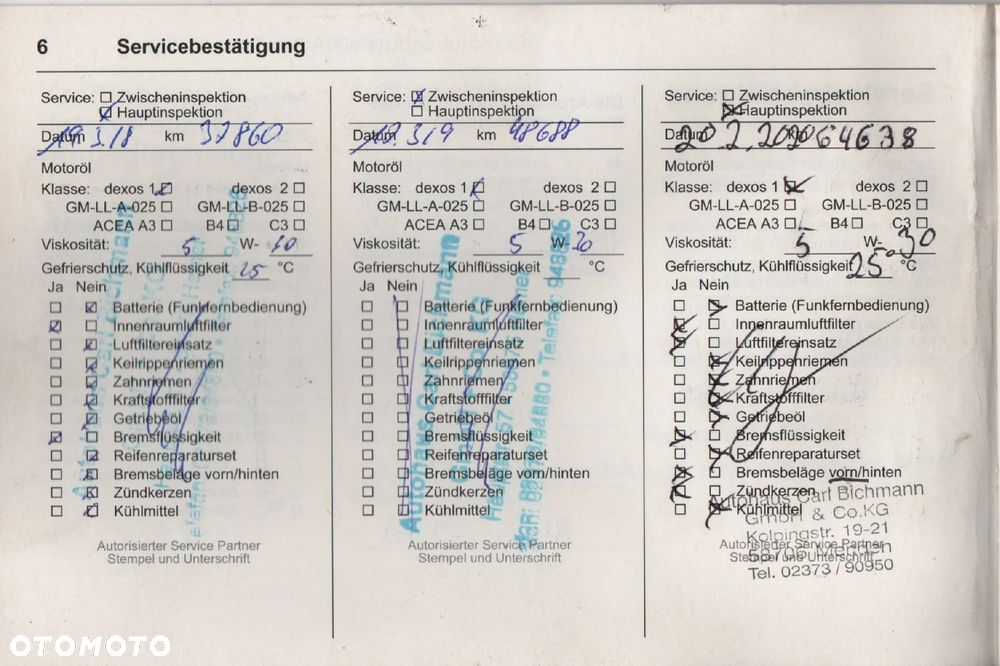 6 Servicebestätigung
Service: Zwischeninspektion
Hauptinspektion
Datum 19.3.18 km 37860
Motoröl
Klasse: dexos 1 dexos 2
GM-LL-A-025 GM-LL-B-025
ACEA A3 B4 C3
Viskosität: 5 W- 30
Gefrierschutz, Kühlflüssigkeit 25 °C
Ja Nein
Batterie (Funkfernbedienung)
Innenraumluftfilter
Luftfiltereinsatz
Keilrippenriemen
Zahnriemen
Kraftstofffilter
Getriebeöl
Bremsflüssigkeit
Reifenreparaturset
Bremsbeläge vorn/hinten
Zündkerzen
Kühlmittel
Autorisierter Service Partner
Stempel und Unterschrift
Service: Zwischeninspektion
Hauptinspektion
Datum 3.19 km 48688
Motoröl
Klasse: dexos 1 dexos 2
GM-LL-A-025 GM-LL-B-025
ACEA A3 B4 C3
Viskosität: 5 W- 30
Gefrierschutz, Kühlflüssigkeit °C
Ja Nein
Batterie (Funkfernbedienung)
Innenraumluftfilter
Luftfiltereinsatz
Keilrippenriemen
Zahnriemen
Kraftstofffilter
Getriebeöl
Bremsflüssigkeit
Reifenreparaturset
Bremsbeläge vorn/hinten
Zündkerzen
Kühlmittel
Autohaus
Autorisierter Service Partner
Stempel und Unterschrift
Service: Zwischeninspektion
Hauptinspektion
Datum 20.2.20 km 64638
Motoröl
Klasse: dexos 1 dexos 2
GM-LL-A-025 GM-LL-B-025
ACEA A3 B4 C3
Viskosität: 5 W- 30
Gefrierschutz, Kühlflüssigkeit 25° °C
Ja Nein
Batterie (Funkfernbedienung)
Innenraumluftfilter
Luftfiltereinsatz
Keilrippenriemen
Zahnriemen
Kraftstofffilter
Getriebeöl
Bremsflüssigkeit
Reifenreparaturset
Bremsbeläge vorn/hinten
Zündkerzen
Kühlmittel
Autohaus Carl Bichmann
GmbH & Co.KG
Kolpingstr. 19-21
Autorisierter Service Partner
58706 Menden
Stempel und Unterschrift
Tel. 02373 / 90950
OTOMOTO